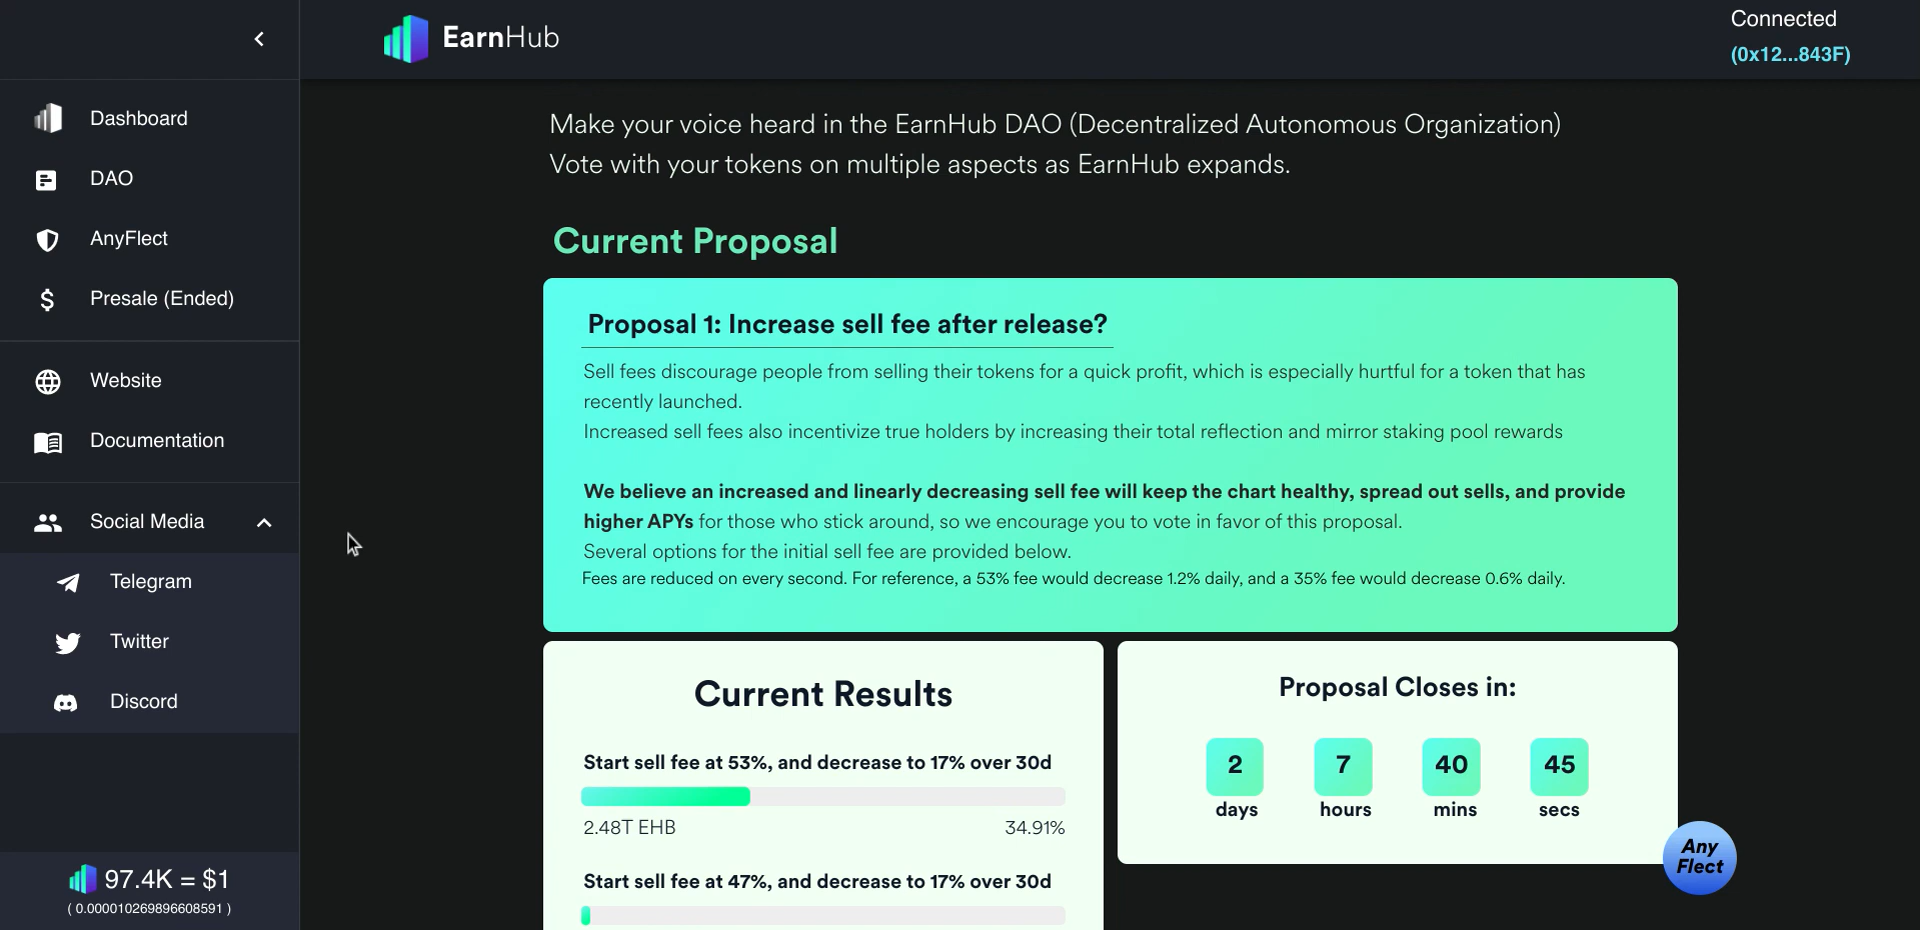 EarnHub
Connected
(0x12...843F)
Dashboard
DAO
AnyFlect
Presale (Ended)
Website
Documentation
Social Media
Telegram
Twitter
Discord
97.4K = $1
( 0.000010269896608591 )
Make your voice heard in the EarnHub DAO (Decentralized Autonomous Organization)
Vote with your tokens on multiple aspects as EarnHub expands.
Current Proposal
Proposal 1: Increase sell fee after release?
Sell fees discourage people from selling their tokens for a quick profit, which is especially hurtful for a token that has
recently launched.
Increased sell fees also incentivize true holders by increasing their total reflection and mirror staking pool rewards
We believe an increased and linearly decreasing sell fee will keep the chart healthy, spread out sells, and provide
higher APYs for those who stick around, so we encourage you to vote in favor of this proposal.
Several options for the initial sell fee are provided below.
Fees are reduced on every second. For reference, a 53% fee would decrease 1.2% daily, and a 35% fee would decrease 0.6% daily.
Current Results
Start sell fee at 53%, and decrease to 17% over 30d
2.48T EHB
34.91%
Start sell fee at 47%, and decrease to 17% over 30d
Proposal Closes in:
2
7
40
45
days
hours
mins
secs
Any
Flect